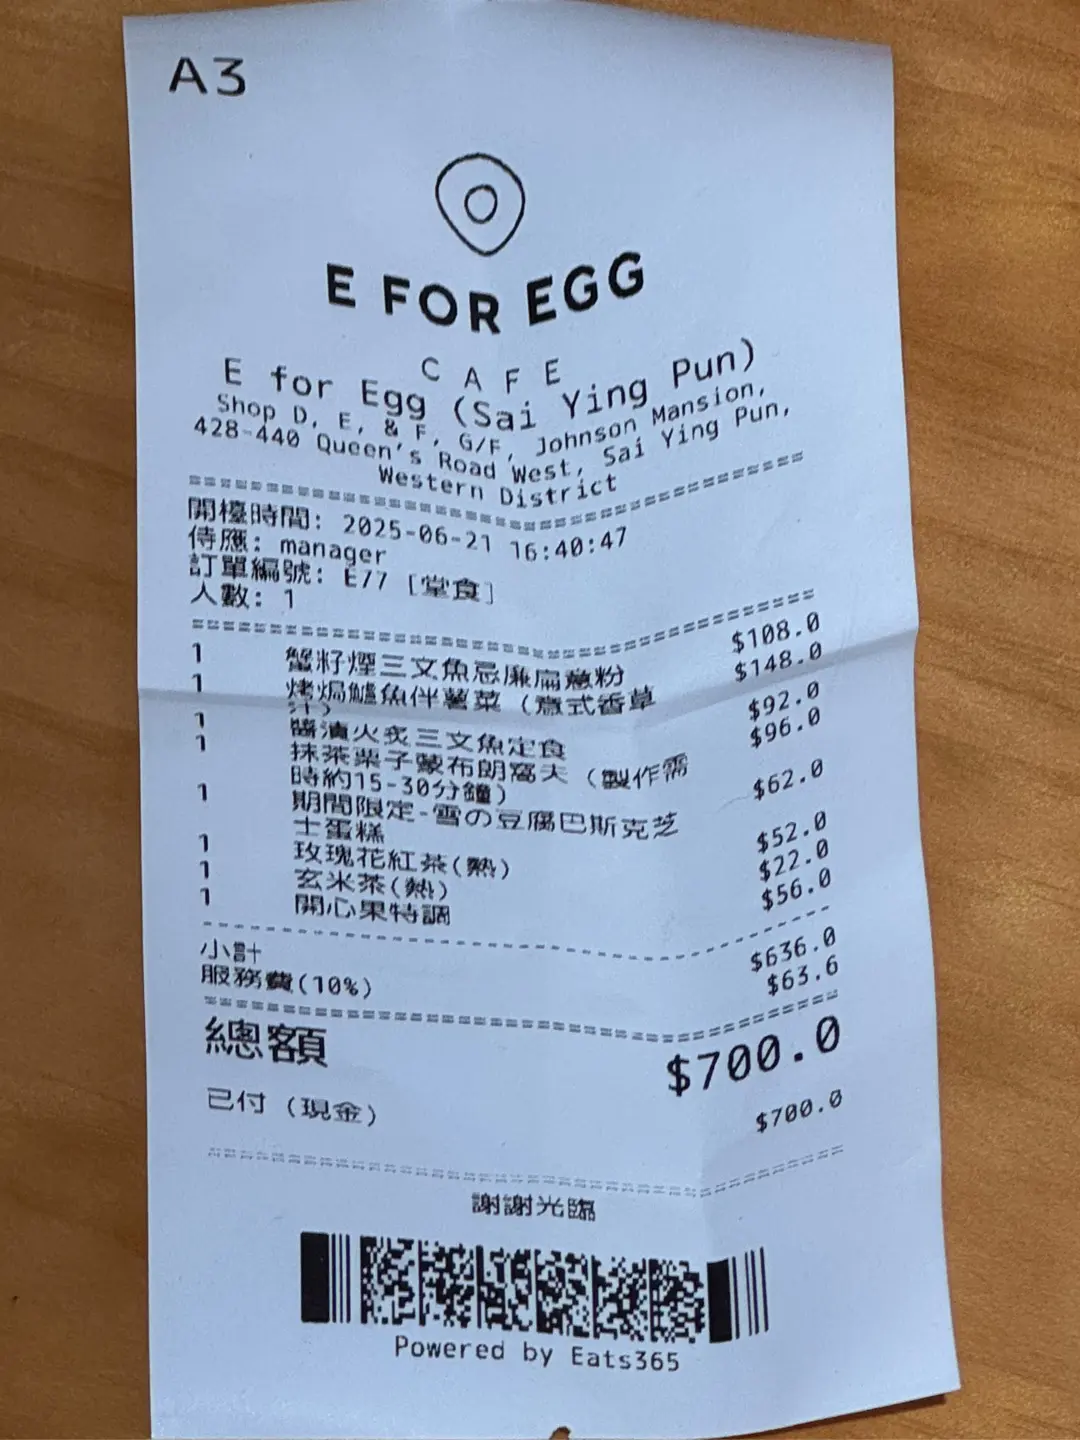 A3
E FOR EGG
CAFE
E for Egg (Sai Ying Pun)
Shop D, E, & F, G/F, Johnson Mansion,
428-440 Queen's Road West, Sai Ying Pun,
Western District
開檯時間: 2025-06-21 16:40:47
侍應: manager
訂單編號: E77 [堂食]
人數: 1
1 蟹籽煙三文魚忌廉扁意粉 $108.0
1 烤焗鱸魚伴薯菜 (意式香草 $148.0
汁)
1 醬漬火炙三文魚定食 $92.0
1 抹茶栗子蒙布朗窩夫 (製作需 $96.0
時約15-30分鐘)
1 期間限定-雪の豆腐巴斯克芝 $62.0
士蛋糕
1 玫瑰花紅茶(熱) $52.0
1 玄米茶(熱) $22.0
1 開心果特調 $56.0
小計 $636.0
服務費(10%) $63.6
總額 $700.0
已付 (現金) $700.0
謝謝光臨
Powered by Eats365